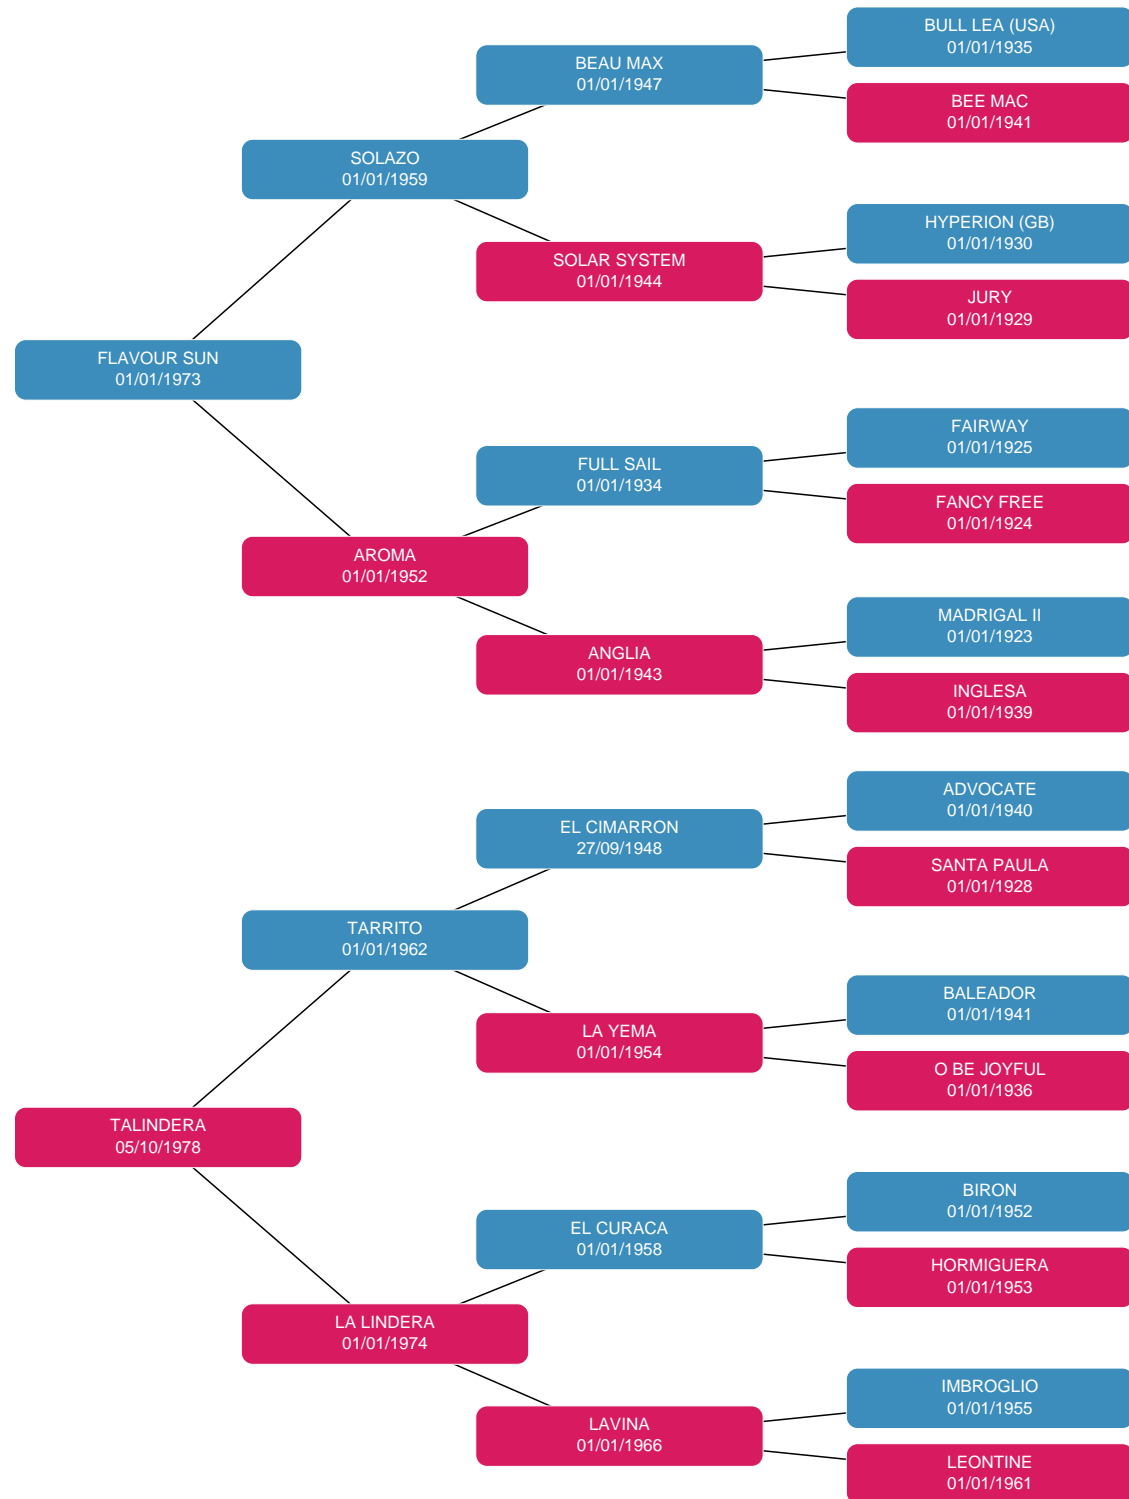 BULL LEA (USA)
01/01/1935
BEAU MAX
01/01/1947
BEE MAC
01/01/1941
SOLAZO
01/01/1959
HYPERION (GB)
01/01/1930
SOLAR SYSTEM
01/01/1944
JURY
01/01/1929
FLAVOUR SUN
01/01/1973
FAIRWAY
01/01/1925
FULL SAIL
01/01/1934
FANCY FREE
01/01/1924
AROMA
01/01/1952
MADRIGAL II
01/01/1923
ANGLIA
01/01/1943
INGLESA
01/01/1939
ADVOCATE
01/01/1940
EL CIMARRON
27/09/1948
SANTA PAULA
01/01/1928
TARRITO
01/01/1962
BALEADOR
01/01/1941
LA YEMA
01/01/1954
O BE JOYFUL
01/01/1936
TALINDERA
05/10/1978
BIRON
01/01/1952
EL CURACA
01/01/1958
HORMIGUERA
01/01/1953
LA LINDERA
01/01/1974
IMBROGLIO
01/01/1955
LAVINA
01/01/1966
LEONTINE
01/01/1961